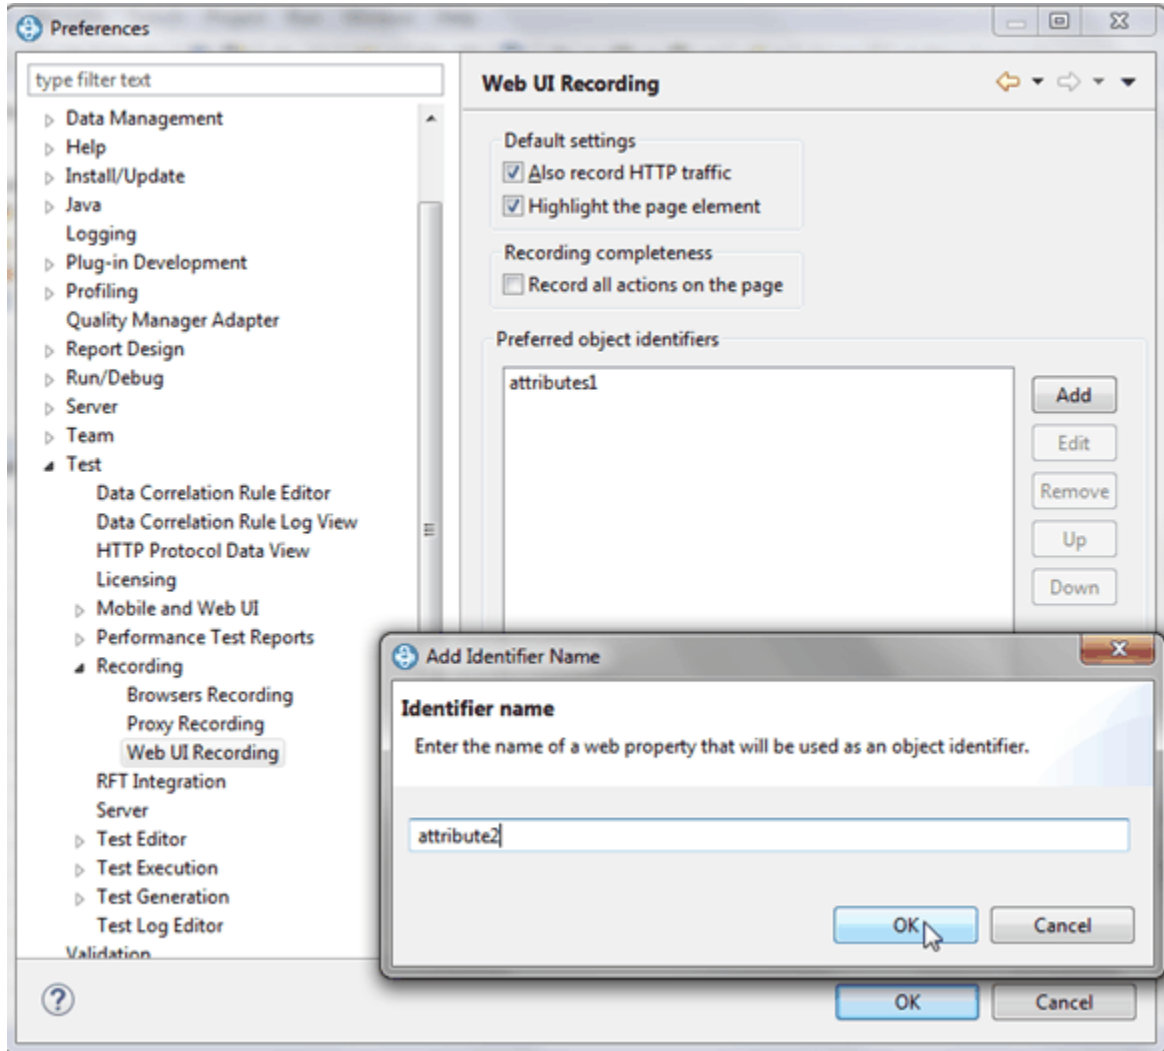 Preferences
type filter text
Data Management
Help
Install/Update
Java
Logging
Plug-in Development
Profiling
Quality Manager Adapter
Report Design
Run/Debug
Server
Team
Test
Data Correlation Rule Editor
Data Correlation Rule Log View
HTTP Protocol Data View
Licensing
Mobile and Web UI
Performance Test Reports
Recording
Browsers Recording
Proxy Recording
Web UI Recording
RFT Integration
Server
Test Editor
Test Execution
Test Generation
Test Log Editor
Validation
Web UI Recording
Default settings
Also record HTTP traffic
Highlight the page element
Recording completeness
Record all actions on the page
Preferred object identifiers
attributes1
Add
Edit
Remove
Up
Down
Add Identifier Name
Identifier name
Enter the name of a web property that will be used as an object identifier.
attribute2
OK Cancel
? OK Cancel